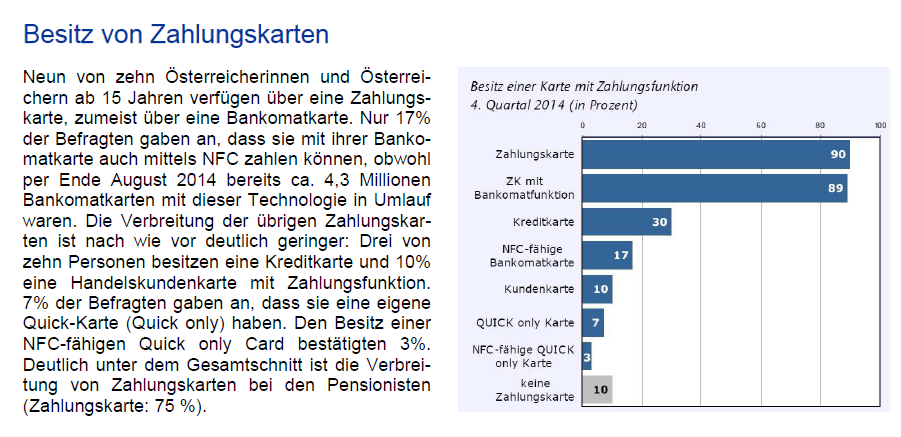 Besitz von Zahlungskarten
Neun von zehn Österreicherinnen und Österrei-
chern ab 15 Jahren verfügen über eine Zahlungs-
karte, zumeist über eine Bankomatkarte. Nur 17%
der Befragten gaben an, dass sie mit ihrer Banko-
matkarte auch mittels NFC zahlen können, obwohl
per Ende August 2014 bereits ca. 4,3 Millionen
Bankomatkarten mit dieser Technologie in Umlauf
waren. Die Verbreitung der übrigen Zahlungskar-
ten ist nach wie vor deutlich geringer: Drei von
zehn Personen besitzen eine Kreditkarte und 10%
eine Handelskundenkarte mit Zahlungsfunktion.
7% der Befragten gaben an, dass sie eine eigene
Quick-Karte (Quick only) haben. Den Besitz einer
NFC-fähigen Quick only Card bestätigten 3%.
Deutlich unter dem Gesamtschnitt ist die Verbrei-
tung von Zahlungskarten bei den Pensionisten
(Zahlungskarte: 75 %).
Besitz einer Karte mit Zahlungsfunktion
4. Quartal 2014 (in Prozent)
0 20 40 60 80 100
Zahlungskarte 90
ZK mit
Bankomatfunktion 89
Kreditkarte 30
NFC-fähige
Bankomatkarte 17
Kundenkarte 10
QUICK only Karte 7
NFC-fähige QUICK
only Karte 3
keine
Zahlungskarte 10